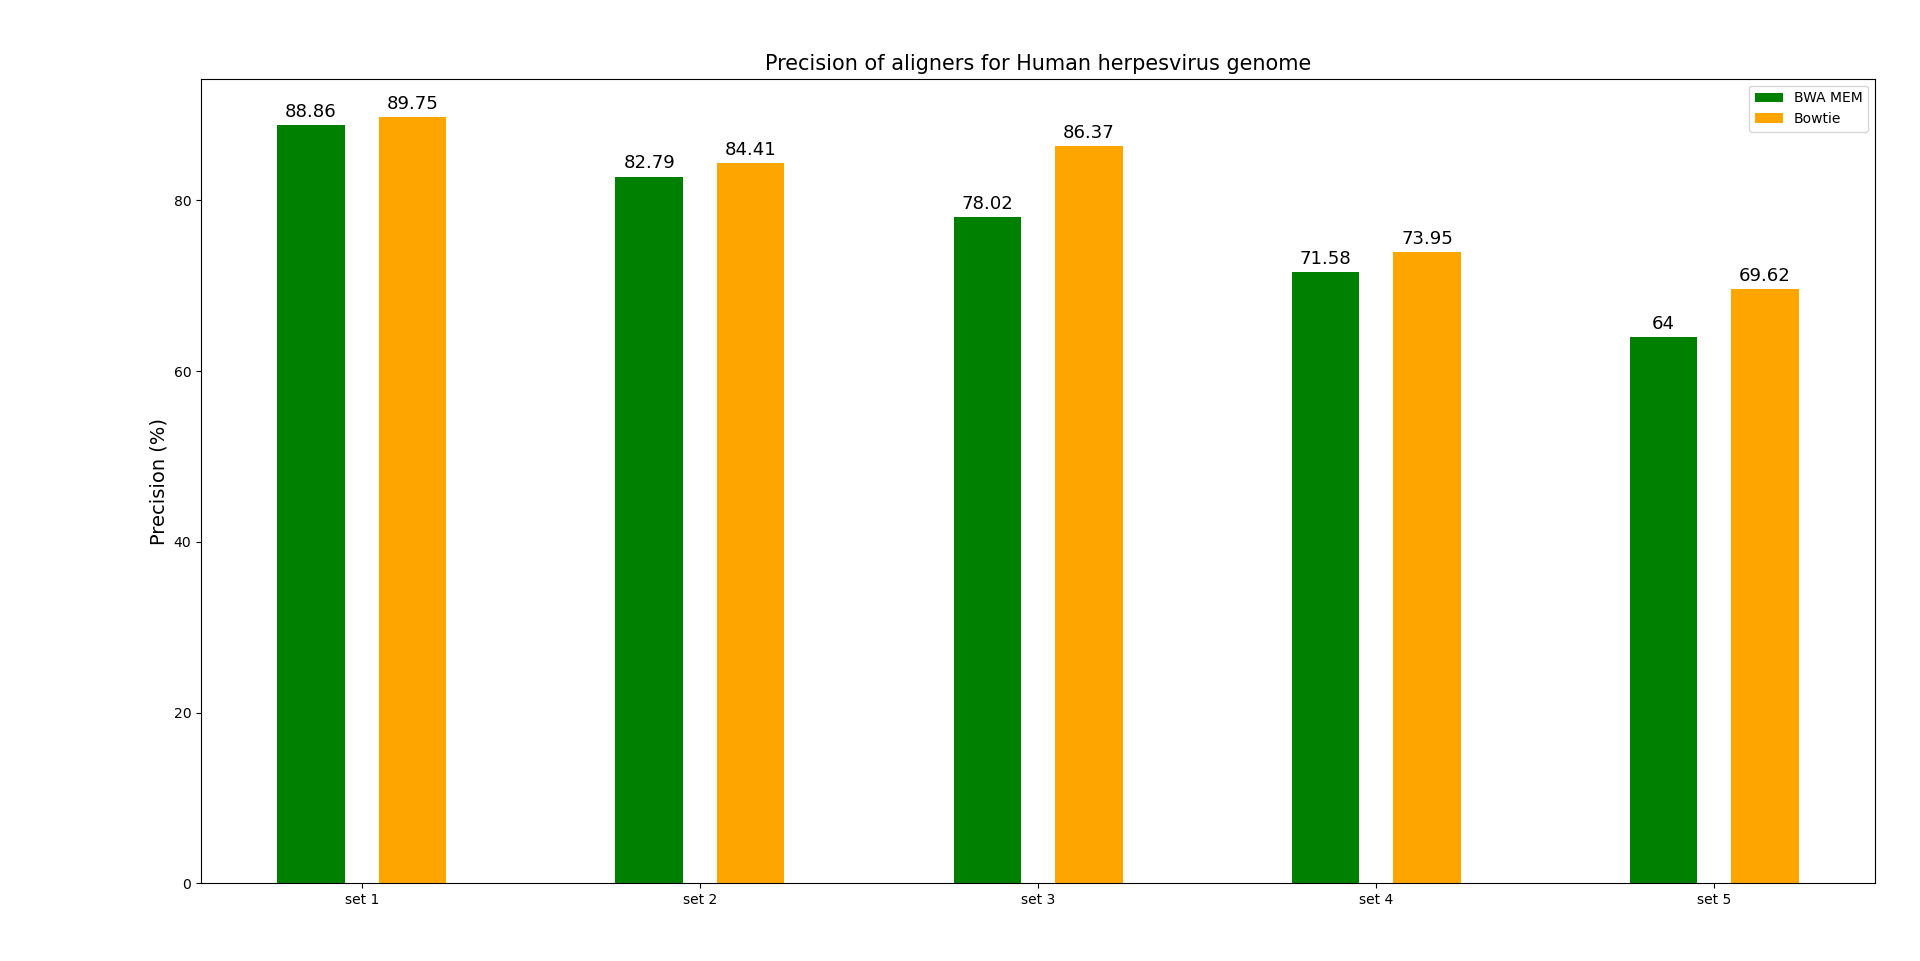 Precision of aligners for Human herpesvirus genome
BWA MEM
Bowtie
88.86
89.75
82.79
84.41
78.02
86.37
71.58
73.95
64
69.62
Precision (%)
80
60
40
20
0
set 1
set 2
set 3
set 4
set 5